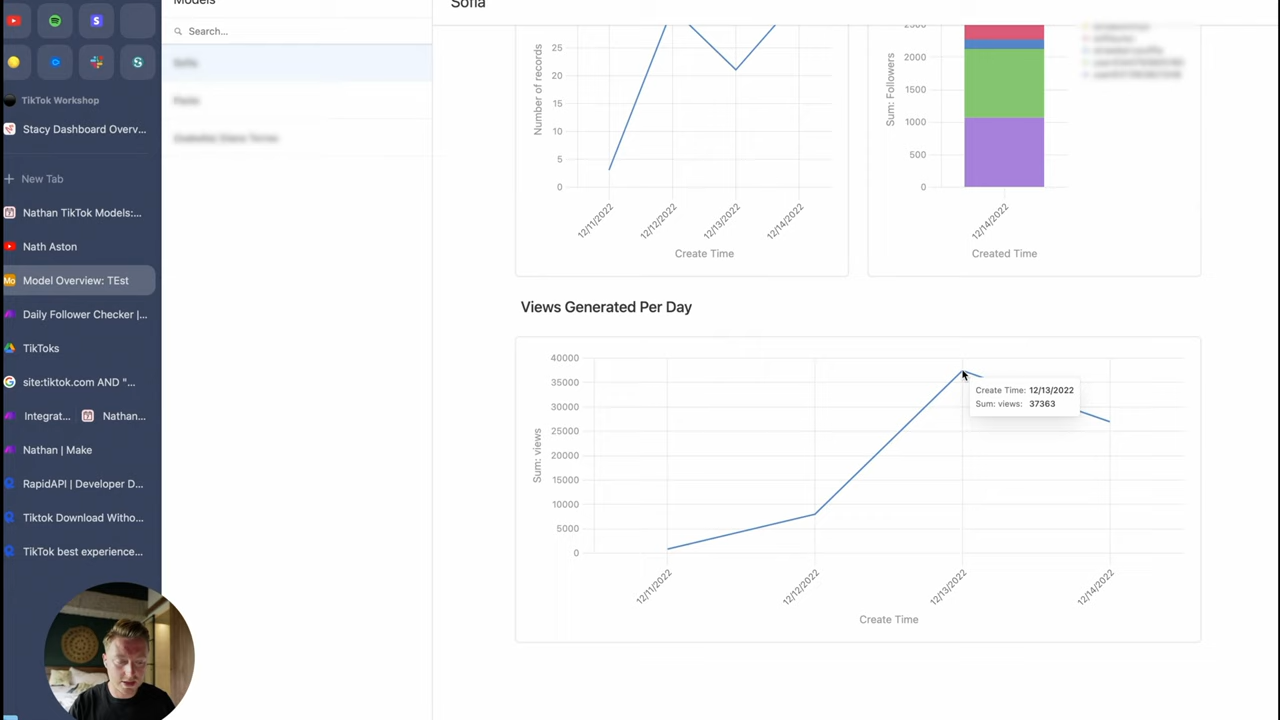 Models
Sofia
Search...
TikTok Workshop
Stacy Dashboard Overv...
New Tab
Nathan TikTok Models:...
Nath Aston
Model Overview: TEst
Daily Follower Checker |...
TikToks
site:tiktok.com AND "...
Integrat...
Nathan...
Nathan | Make
RapidAPI | Developer D...
Tiktok Download Witho...
TikTok best experience...
Number of records
25
20
15
10
5
0
12/11/2022
12/12/2022
12/13/2022
12/14/2022
Create Time
Sum: Followers
2500
2000
1500
1000
500
0
12/14/2022
Created Time
Views Generated Per Day
Sum: views
40000
35000
30000
25000
20000
15000
10000
5000
0
Create Time: 12/13/2022
Sum: views: 37363
12/11/2022
12/12/2022
12/13/2022
12/14/2022
Create Time